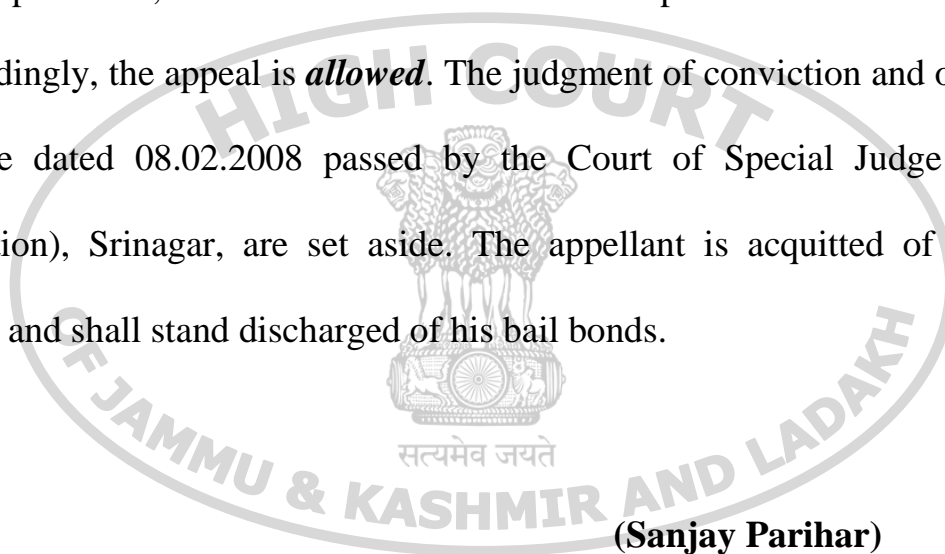 dingly, the appeal is allowed. The judgment of conviction and o
e dated 08.02.2008 passed by the Court of Special Judge
tion), Srinagar, are set aside. The appellant is acquitted of
and shall stand discharged of his bail bonds.
(Sanjay Parihar)
HIGH COURT
OF JAMMU & KASHMIR AND LADAKH
सत्यमेव जयते